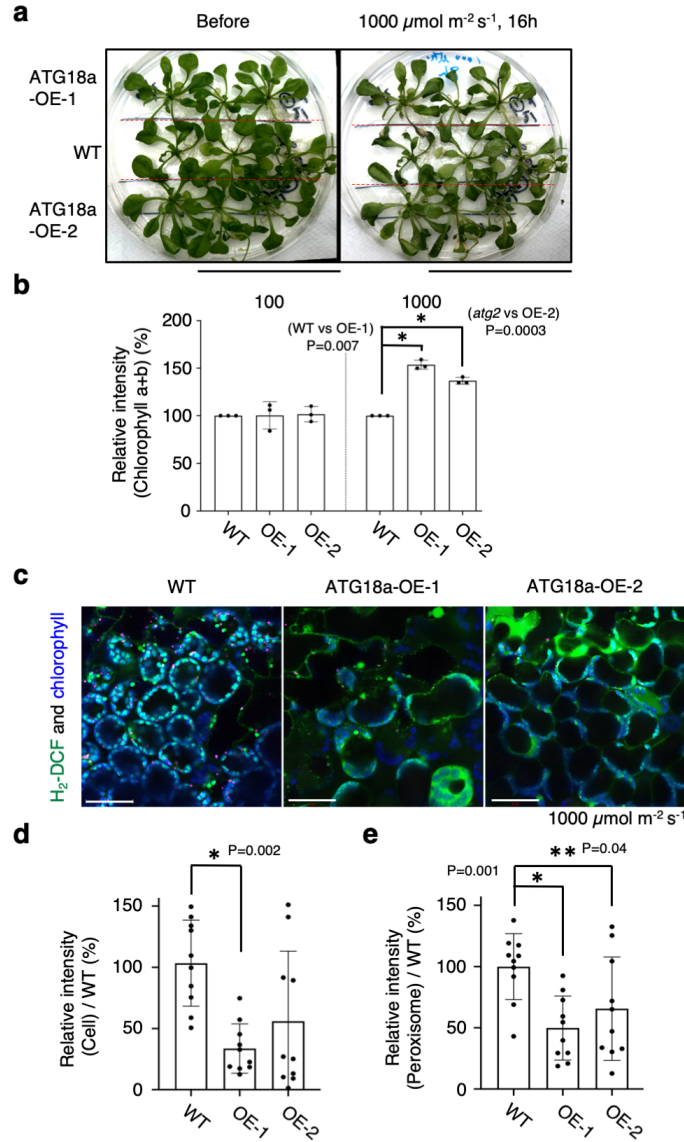 a
Before
1000 µmol m⁻² s⁻¹, 16h
ATG18a
-OE-1
WT
ATG18a
-OE-2
b
100
1000
200
150
100
50
0
Relative intensity
(Chlorophyll a+b) (%)
(WT vs OE-1)
P=0.007
*
*
(atg2 vs OE-2)
P=0.0003
WT
OE-1
OE-2
WT
OE-1
OE-2
c
WT
ATG18a-OE-1
ATG18a-OE-2
H₂-DCF and chlorophyll
1000 µmol m⁻² s⁻¹
d
* P=0.002
150
100
50
0
Relative intensity
(Cell) / WT (%)
WT
OE-1
OE-2
e
** P=0.04
P=0.001
*
150
100
50
0
Relative intensity
(Peroxisome) / WT (%)
WT
OE-1
OE-2